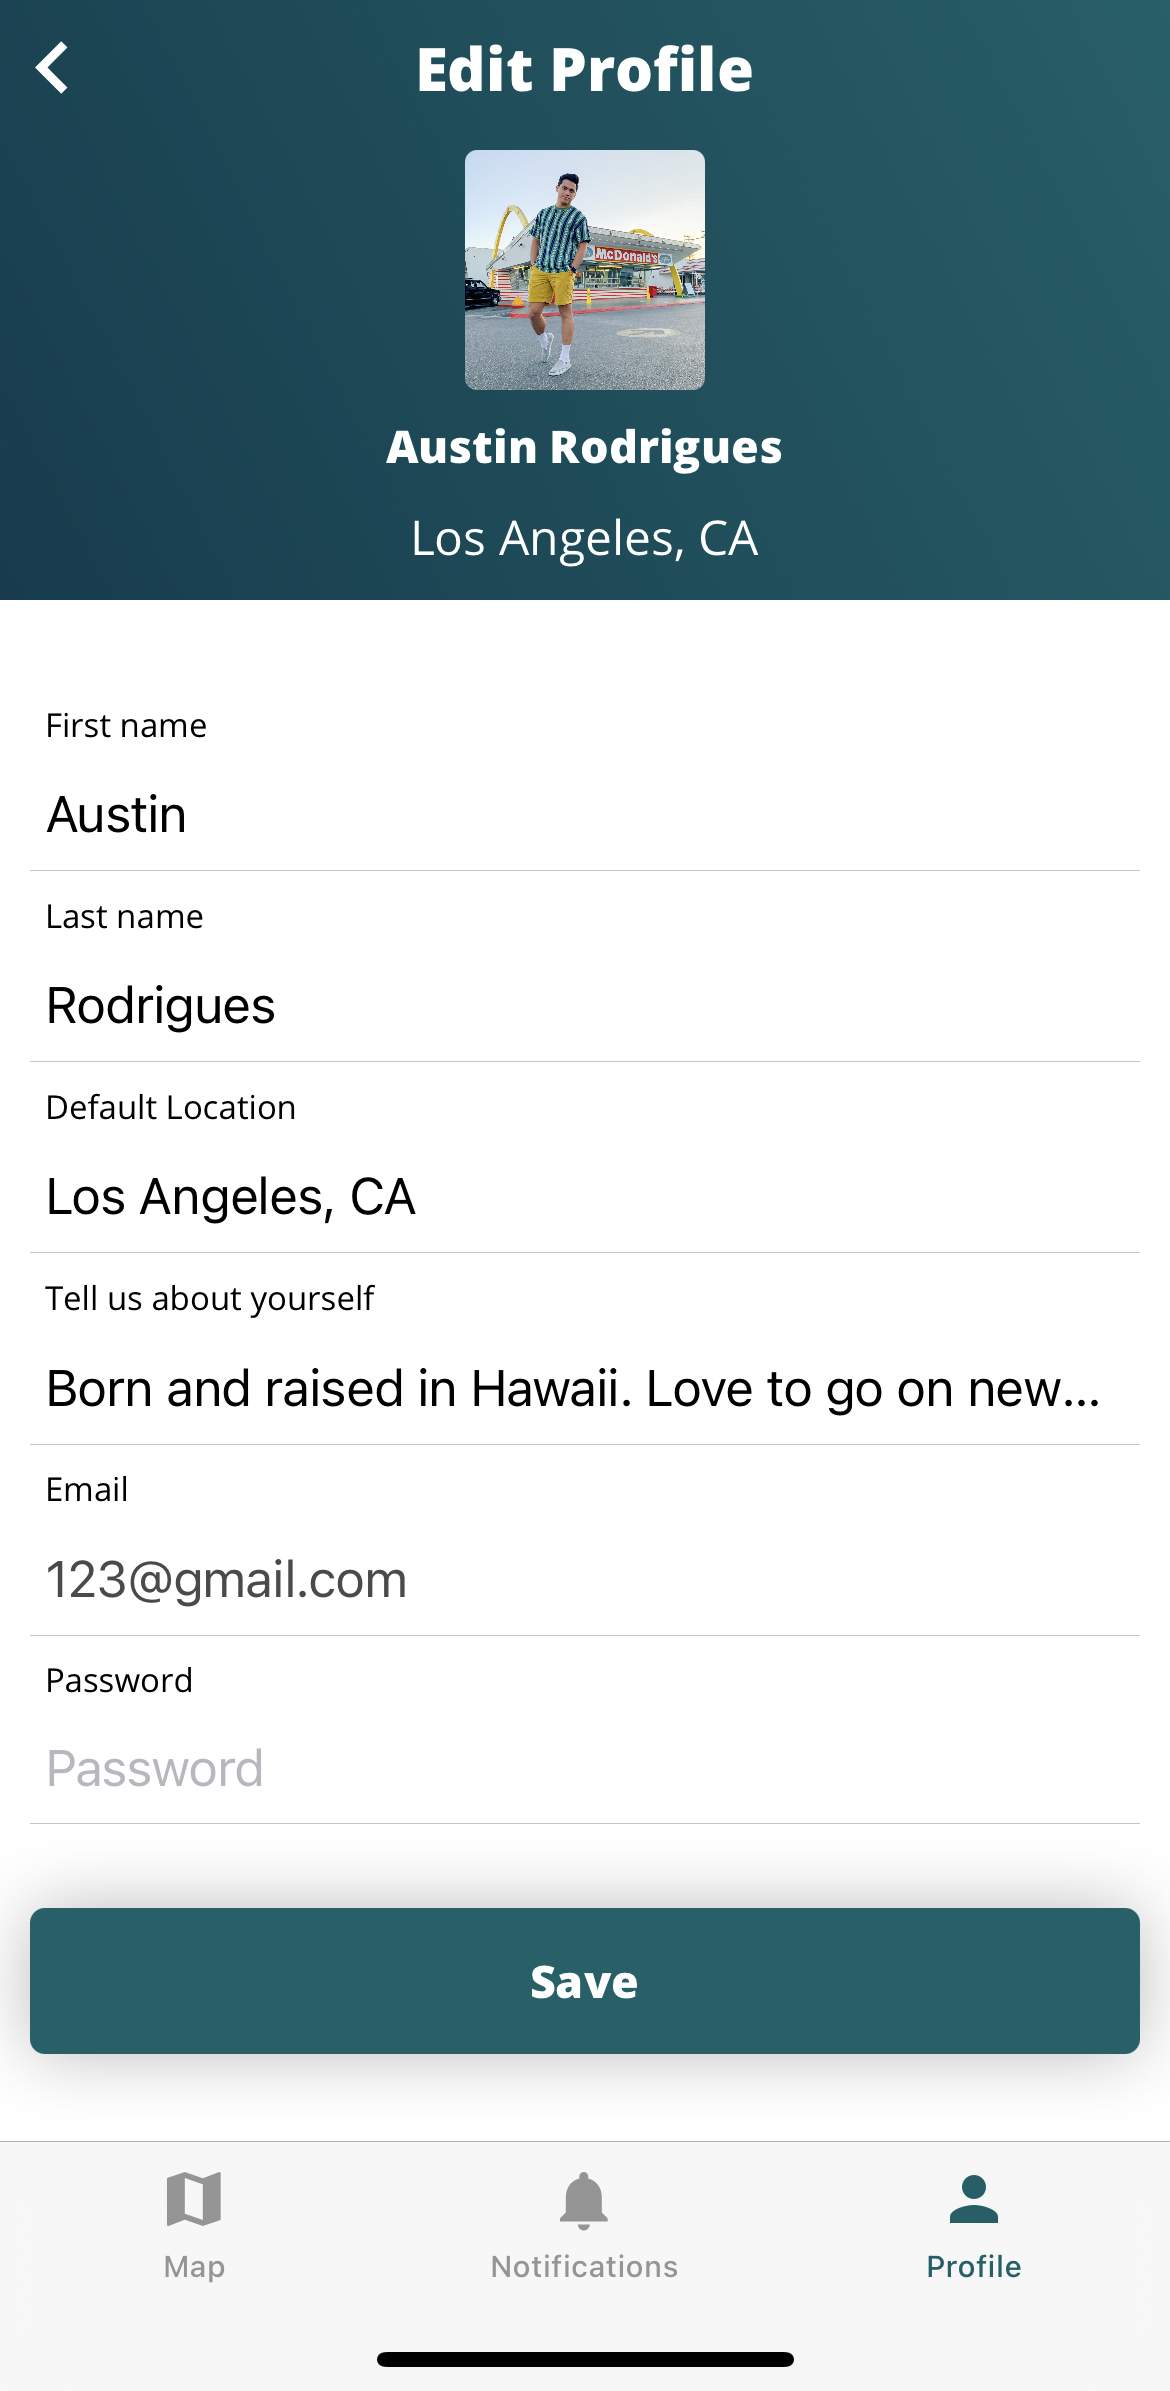 Edit Profile
McDonald's
Austin Rodrigues
Los Angeles, CA
First name
Austin
Last name
Rodrigues
Default Location
Los Angeles, CA
Tell us about yourself
Born and raised in Hawaii. Love to go on new...
Email
123@gmail.com
Password
Password
Save
Map
Notifications
Profile